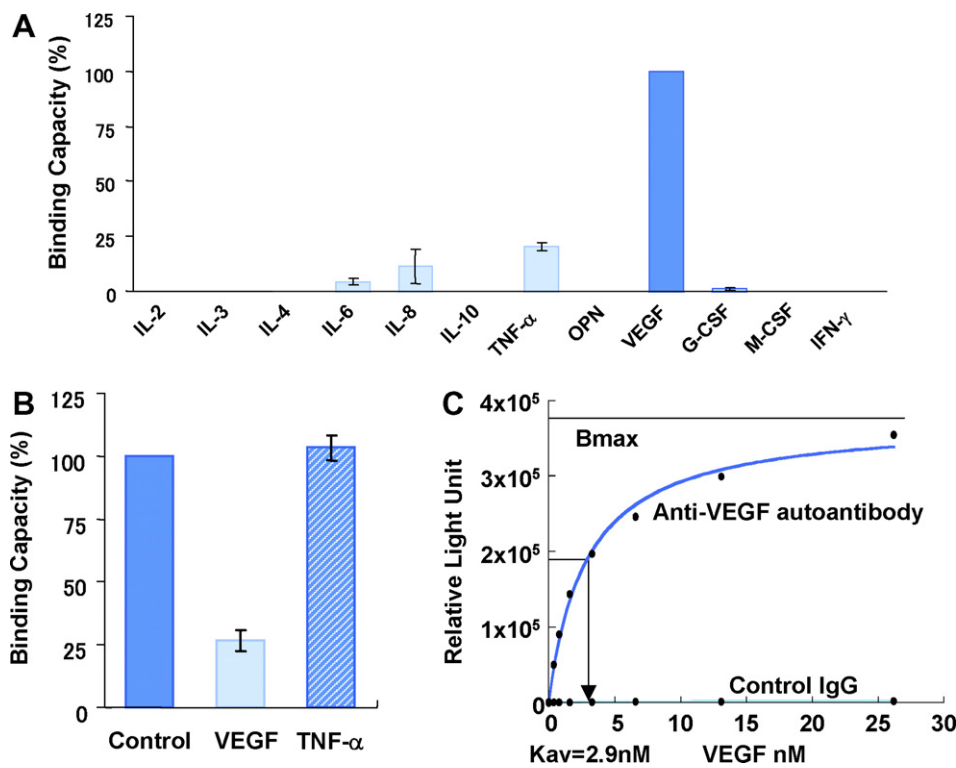 A
Binding Capacity (%)
125
100
75
50
25
0
IL-2
IL-3
IL-4
IL-6
IL-8
IL-10
TNF-α
OPN
VEGF
G-CSF
M-CSF
IFN-γ
B
Binding Capacity (%)
125
100
75
50
25
0
Control
VEGF
TNF-α
C
Relative Light Unit
4x10⁵
3x10⁵
2x10⁵
1x10⁵
0
Bmax
Anti-VEGF autoantibody
Control IgG
0 5 10 15 20 25 30
Kav=2.9nM
VEGF nM